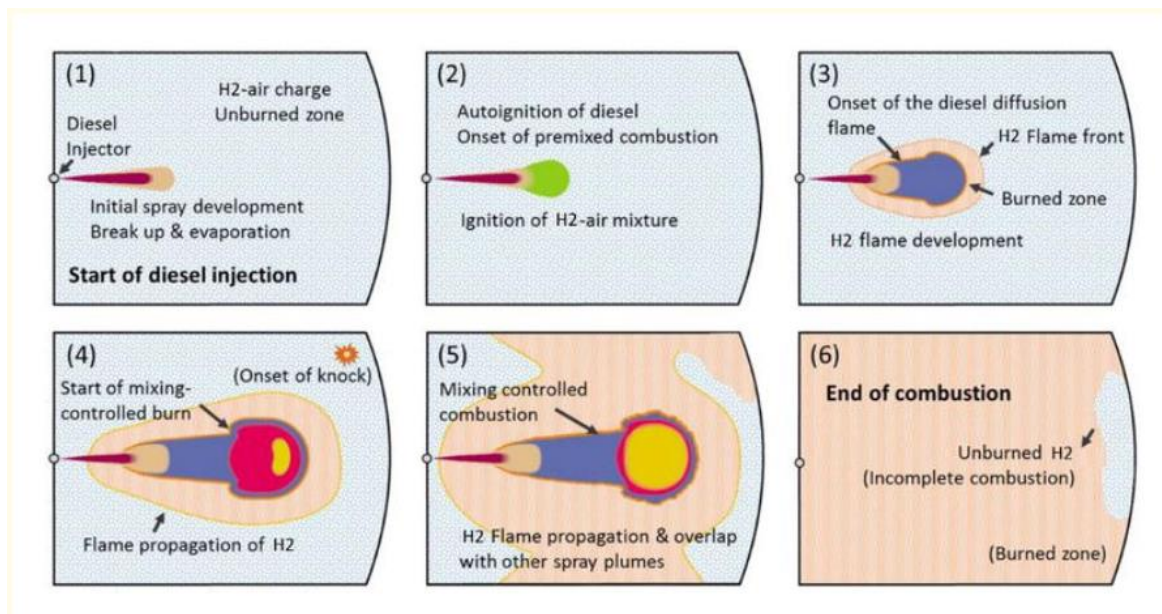 (1)
H2-air charge
Unburned zone
Diesel
Injector
Initial spray development
Break up & evaporation
Start of diesel injection
(2)
Autoignition of diesel
Onset of premixed combustion
Ignition of H2-air mixture
(3)
Onset of the diesel diffusion
flame
H2 Flame front
Burned zone
H2 flame development
(4)
(Onset of knock)
Start of mixing-
controlled burn
Flame propagation of H2
(5)
Mixing controlled
combustion
H2 Flame propagation & overlap
with other spray plumes
(6)
End of combustion
Unburned H2
(Incomplete combustion)
(Burned zone)